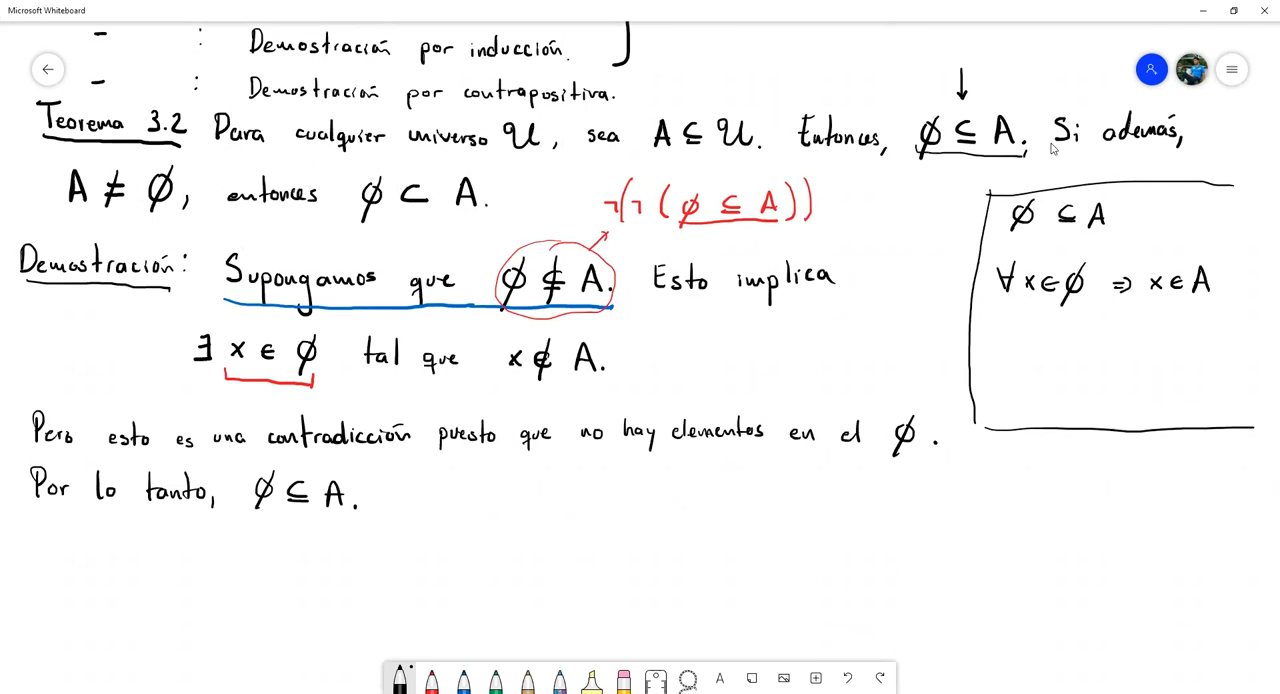 Microsoft Whiteboard
- : Demostración por inducción.
- : Demostración por contrapositiva.
Teorema 3.2 Para cualquier universo 𝒰, sea A ⊆ 𝒰. Entonces, ∅ ⊆ A. Si además,
A ≠ ∅, entonces ∅ ⊂ A.
¬(¬(∅ ⊆ A))
∅ ⊆ A
∀ x ∈ ∅ ⇒ x ∈ A
Demostración: Supongamos que ∅ ⊈ A. Esto implica
∃ x ∈ ∅ tal que x ∉ A.
Pero esto es una contradicción puesto que no hay elementos en el ∅.
Por lo tanto, ∅ ⊆ A.